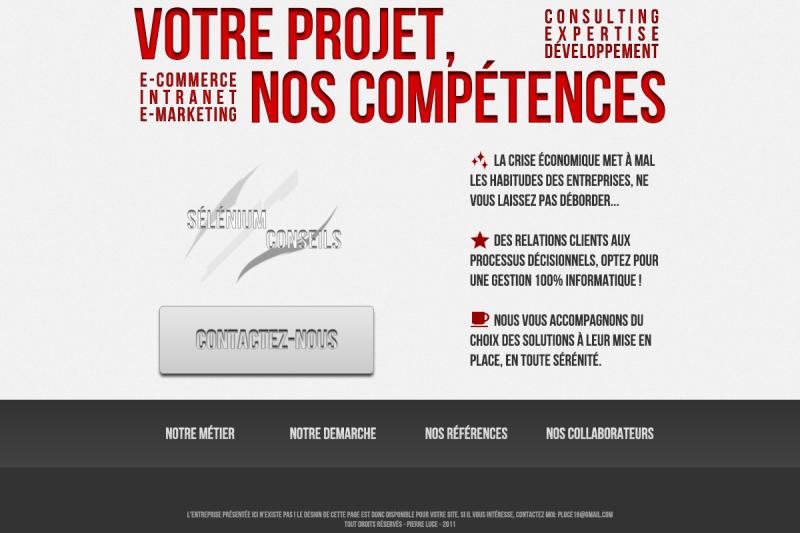 VOTRE PROJET,
CONSULTING
EXPERTISE
DÉVELOPPEMENT
E-COMMERCE
INTRANET
E-MARKETING
NOS COMPÉTENCES
SÉLÉNIUM
CONSEILS
CONTACTEZ-NOUS
LA CRISE ÉCONOMIQUE MET À MAL
LES HABITUDES DES ENTREPRISES, NE
VOUS LAISSEZ PAS DÉBORDER...
DES RELATIONS CLIENTS AUX
PROCESSUS DÉCISIONNELS, OPTEZ POUR
UNE GESTION 100% INFORMATIQUE !
NOUS VOUS ACCOMPAGNONS DU
CHOIX DES SOLUTIONS À LEUR MISE EN
PLACE, EN TOUTE SÉRÉNITÉ.
NOTRE MÉTIER NOTRE DEMARCHE NOS RÉFÉRENCES NOS COLLABORATEURS
L'ENTREPRISE PRÉSENTÉE ICI N'EXISTE PAS ! LE DESIGN DE CETTE PAGE EST DONC DISPONIBLE POUR VOTRE SITE. SI IL VOUS INTÉRESSE, CONTACTEZ MOI: PLUCE19@GMAIL.COM
TOUT DROITS RÉSERVÉS - PIERRE LUCE - 2011